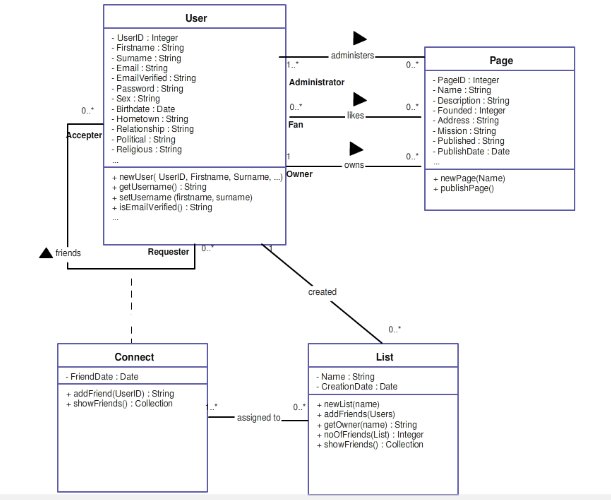 User
- UserID : Integer
- Firstname : String
- Surname : String
- Email : String
- EmailVerified : String
- Password : String
- Sex : String
- Birthdate : Date
- Hometown : String
- Relationship : String
- Political : String
- Religious : String
...
+ newUser( UserID, Firstname, Surname, ...)
+ getUsername() : String
+ setUsername (firstname, surname)
+ isEmailVerified() : String
...
administers
1..*
0..*
Administrator
0..*
0..*
likes
Fan
1
0..*
owns
Owner
Page
- PageID : Integer
- Name : String
- Description : String
- Founded : Integer
- Address : String
- Mission : String
- Published : String
- PublishDate : Date
...
+ newPage(Name)
+ publishPage()
0..*
Accepter
friends
Requester
0..*
1
created
0..*
Connect
- FriendDate : Date
+ addFriend(UserID) : String
+ showFriends() : Collection
1..*
assigned to
0..*
List
- Name : String
- CreationDate : Date
+ newList(name)
+ addFriends(Users)
+ getOwner(name) : String
+ noOfFriends(List) : Integer
+ showFriends() : Collection